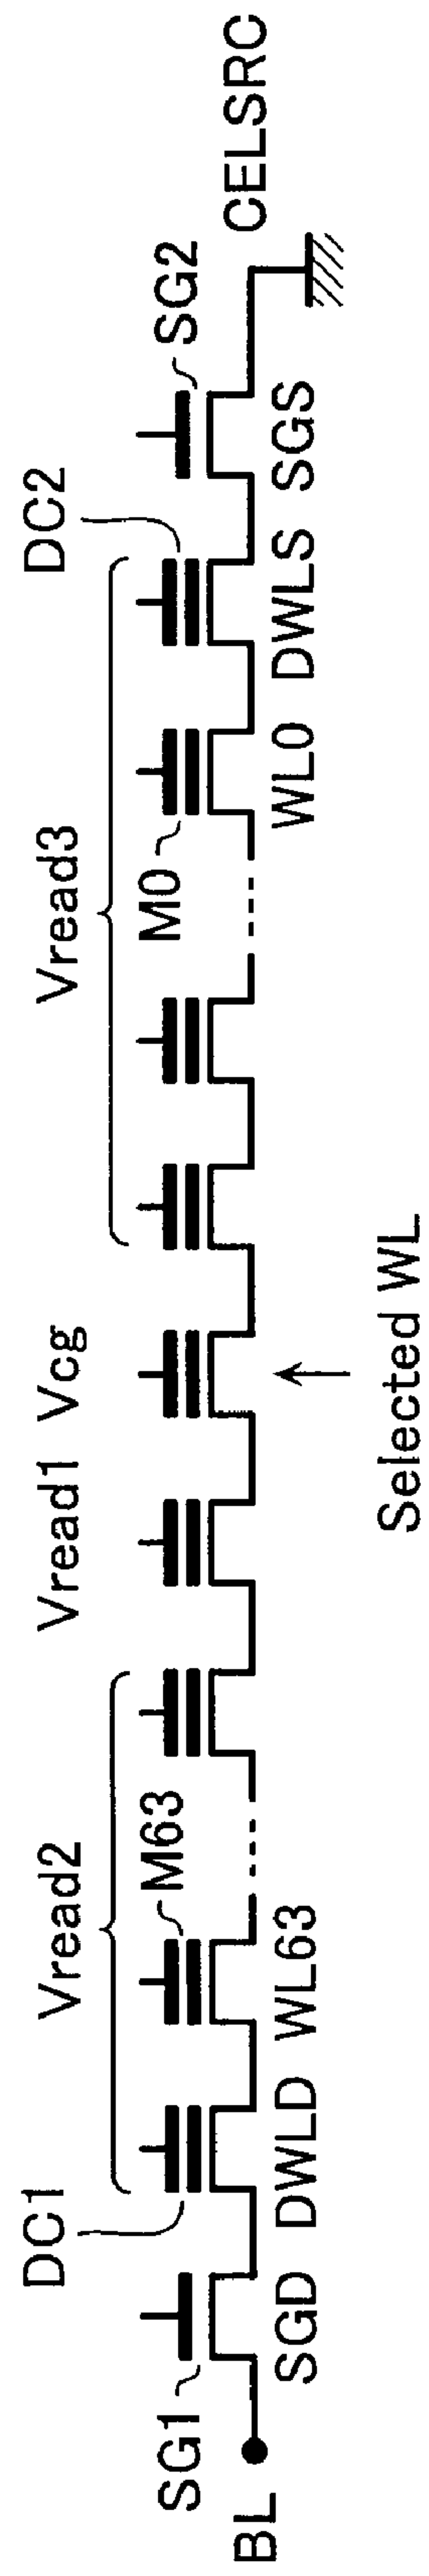 DC1 Vread2 Vread1 Vcg Vread3 DC2
SG1 M63 M0 SG2
BL CELSRC
SGD DWLD WL63 WL0 DWLS SGS
Selected WL